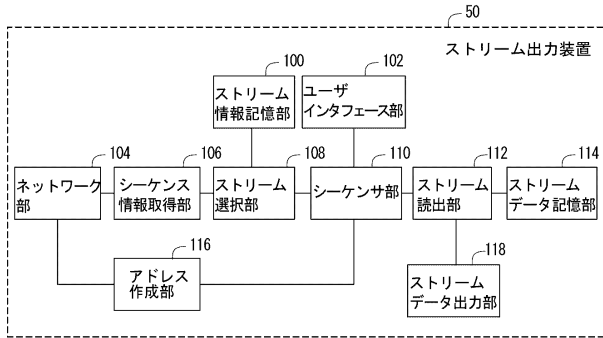 50
ストリーム出力装置
100
ストリーム
情報記憶部
102
ユーザ
インタフェース部
104
ネットワーク
部
106
シーケンス
情報取得部
108
ストリーム
選択部
110
シーケンサ部
112
ストリーム
読出部
114
ストリーム
データ記憶部
116
アドレス
作成部
118
ストリーム
データ出力部